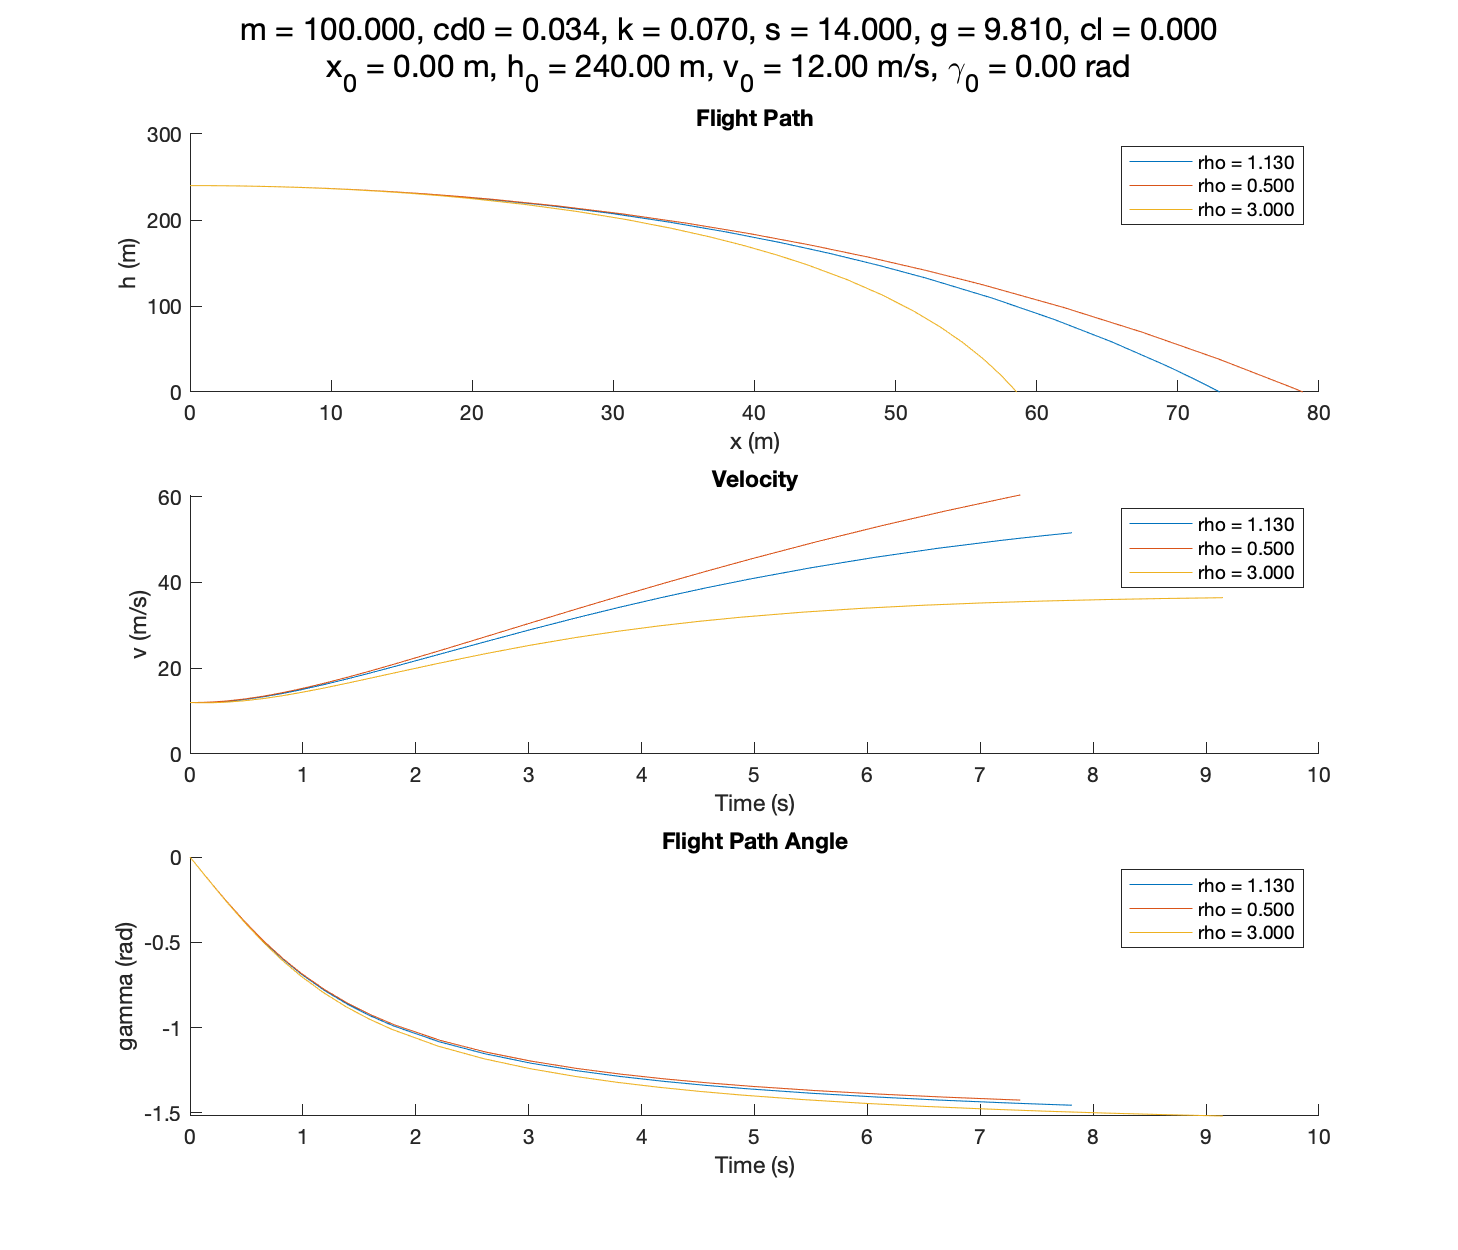 m = 100.000, cd0 = 0.034, k = 0.070, s = 14.000, g = 9.810, cl = 0.000
x0 = 0.00 m, h0 = 240.00 m, v0 = 12.00 m/s, γ0 = 0.00 rad
Flight Path
300
200
100
0
h (m)
0 10 20 30 40 50 60 70 80
x (m)
rho = 1.130
rho = 0.500
rho = 3.000
Velocity
60
40
20
0
v (m/s)
0 1 2 3 4 5 6 7 8 9 10
Time (s)
rho = 1.130
rho = 0.500
rho = 3.000
Flight Path Angle
0
-0.5
-1
-1.5
gamma (rad)
0 1 2 3 4 5 6 7 8 9 10
Time (s)
rho = 1.130
rho = 0.500
rho = 3.000